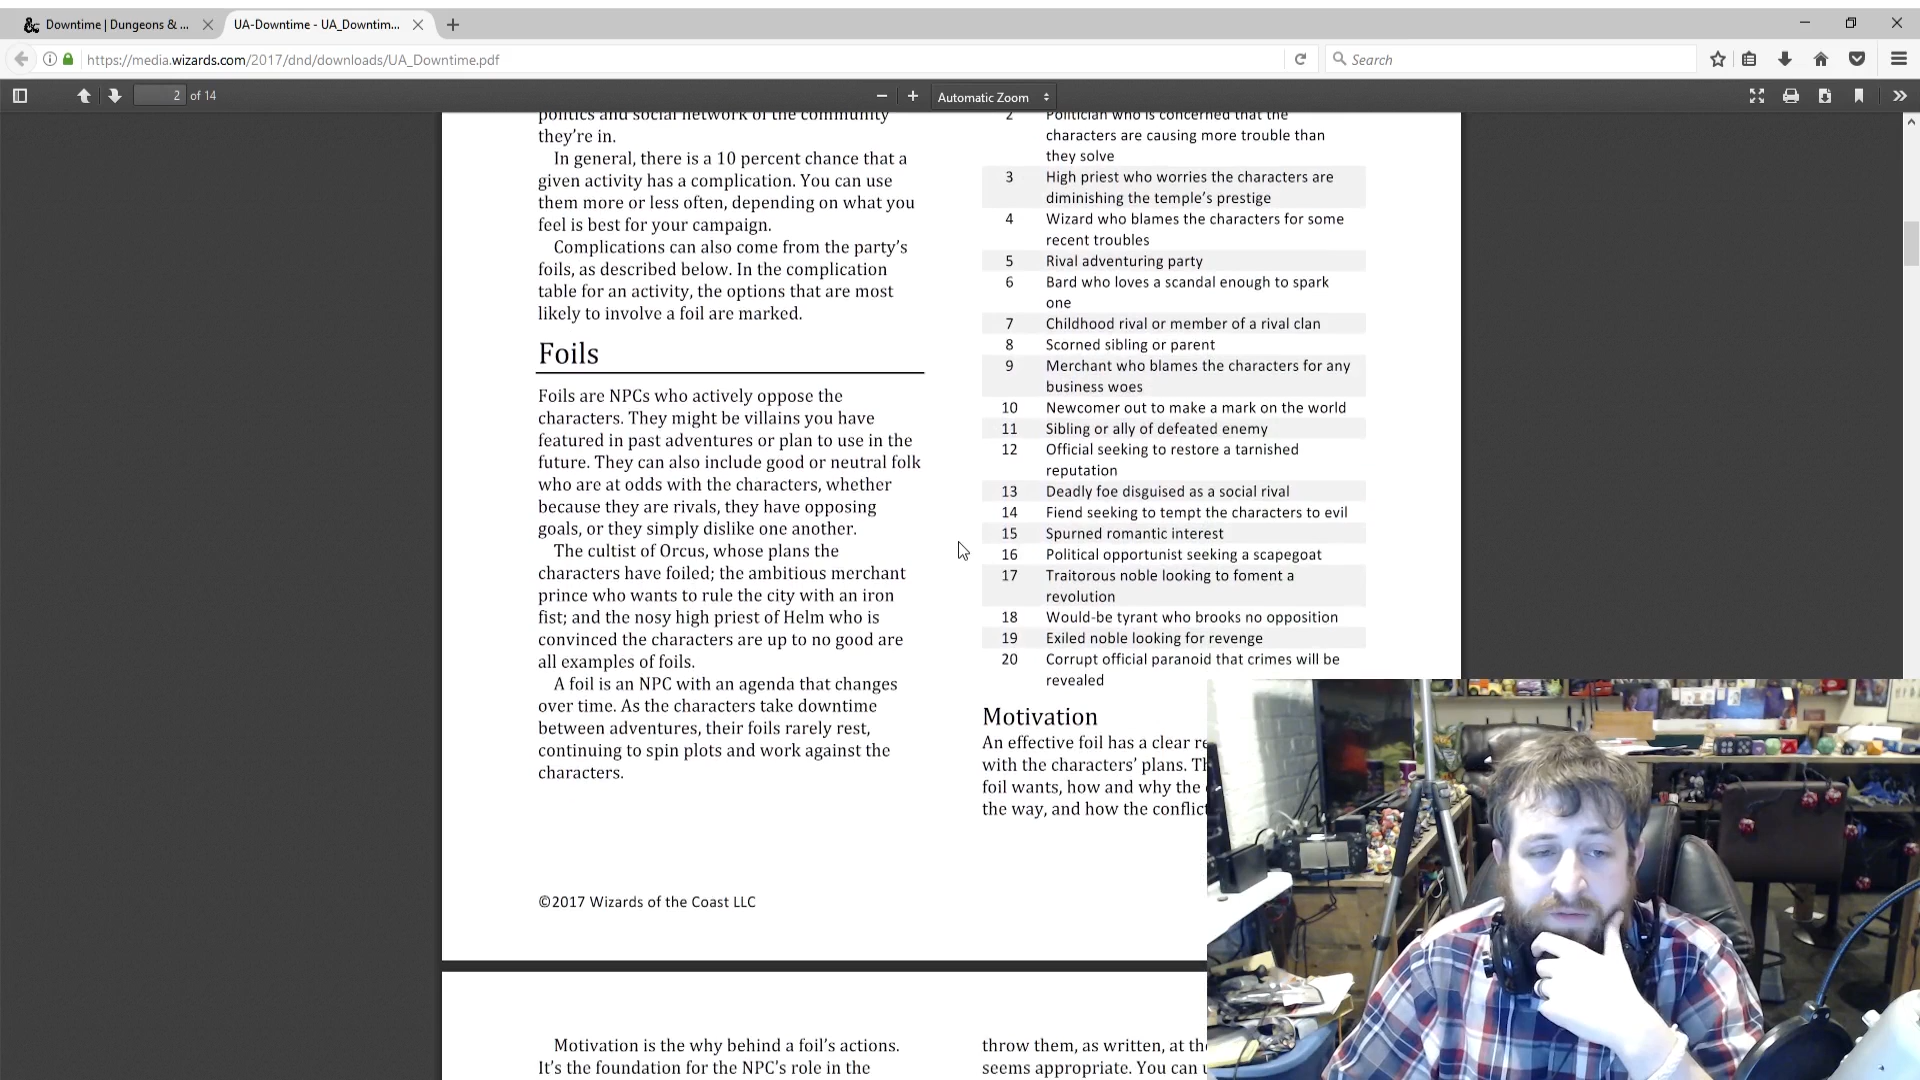 Downtime | Dungeons & ...
UA-Downtime - UA_Downtim...
https://media.wizards.com/2017/dnd/downloads/UA_Downtime.pdf
Search
2 of 14
Automatic Zoom
politics and social network of the community
they're in.
In general, there is a 10 percent chance that a
given activity has a complication. You can use
them more or less often, depending on what you
feel is best for your campaign.
Complications can also come from the party's
foils, as described below. In the complication
table for an activity, the options that are most
likely to involve a foil are marked.
Foils
Foils are NPCs who actively oppose the
characters. They might be villains you have
featured in past adventures or plan to use in the
future. They can also include good or neutral folk
who are at odds with the characters, whether
because they are rivals, they have opposing
goals, or they simply dislike one another.
The cultist of Orcus, whose plans the
characters have foiled; the ambitious merchant
prince who wants to rule the city with an iron
fist; and the nosy high priest of Helm who is
convinced the characters are up to no good are
all examples of foils.
A foil is an NPC with an agenda that changes
over time. As the characters take downtime
between adventures, their foils rarely rest,
continuing to spin plots and work against the
characters.
2 Politician who is concerned that the
characters are causing more trouble than
they solve
3 High priest who worries the characters are
diminishing the temple's prestige
4 Wizard who blames the characters for some
recent troubles
5 Rival adventuring party
6 Bard who loves a scandal enough to spark
one
7 Childhood rival or member of a rival clan
8 Scorned sibling or parent
9 Merchant who blames the characters for any
business woes
10 Newcomer out to make a mark on the world
11 Sibling or ally of defeated enemy
12 Official seeking to restore a tarnished
reputation
13 Deadly foe disguised as a social rival
14 Fiend seeking to tempt the characters to evil
15 Spurned romantic interest
16 Political opportunist seeking a scapegoat
17 Traitorous noble looking to foment a
revolution
18 Would-be tyrant who brooks no opposition
19 Exiled noble looking for revenge
20 Corrupt official paranoid that crimes will be
revealed
Motivation
An effective foil has a clear
with the characters' plans.
foil wants, how and why the
the way, and how the
©2017 Wizards of the Coast LLC
Motivation is the why behind a foil's actions.
It's the foundation for the NPC's role in the
throw them, as written, at
seems appropriate. You can